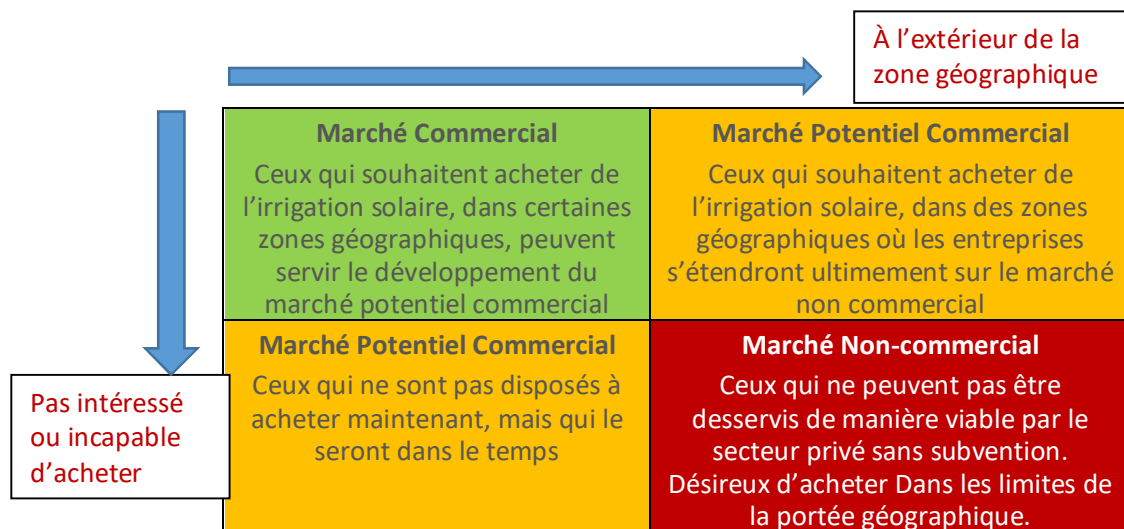 À l’extérieur de la
zone géographique
Marché Commercial
Ceux qui souhaitent acheter de
l’irrigation solaire, dans certaines
zones géographiques, peuvent
servir le développement du
marché potentiel commercial
Marché Potentiel Commercial
Ceux qui souhaitent acheter de
l’irrigation solaire, dans des zones
géographiques où les entreprises
s’étendront ultimement sur le marché
non commercial
Pas intéressé
ou incapable
d’acheter
Marché Potentiel Commercial
Ceux qui ne sont pas disposés à
acheter maintenant, mais qui le
seront dans le temps
Marché Non-commercial
Ceux qui ne peuvent pas être
desservis de manière viable par le
secteur privé sans subvention.
Désireux d’acheter Dans les limites de
la portée géographique.